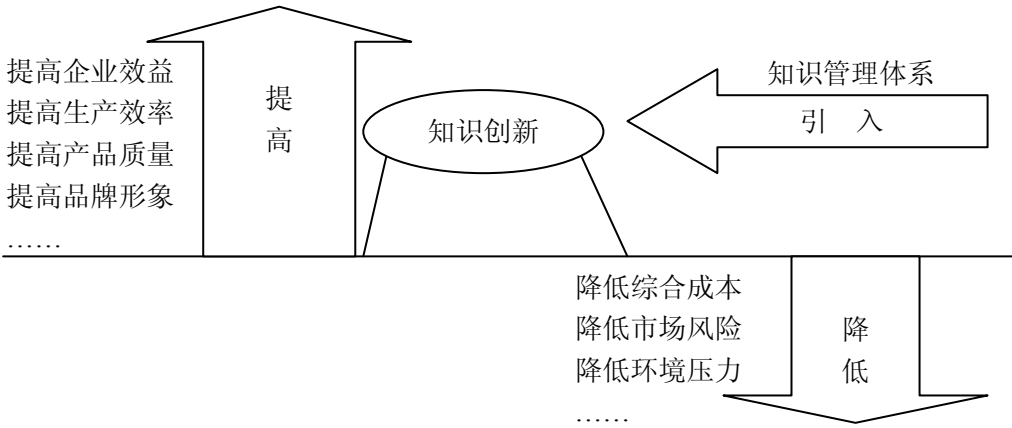 提高企业效益
提高生产效率
提高产品质量
提高品牌形象
……
提
高
知识创新
知识管理体系
引 入
降低综合成本
降低市场风险
降低环境压力
……
降
低